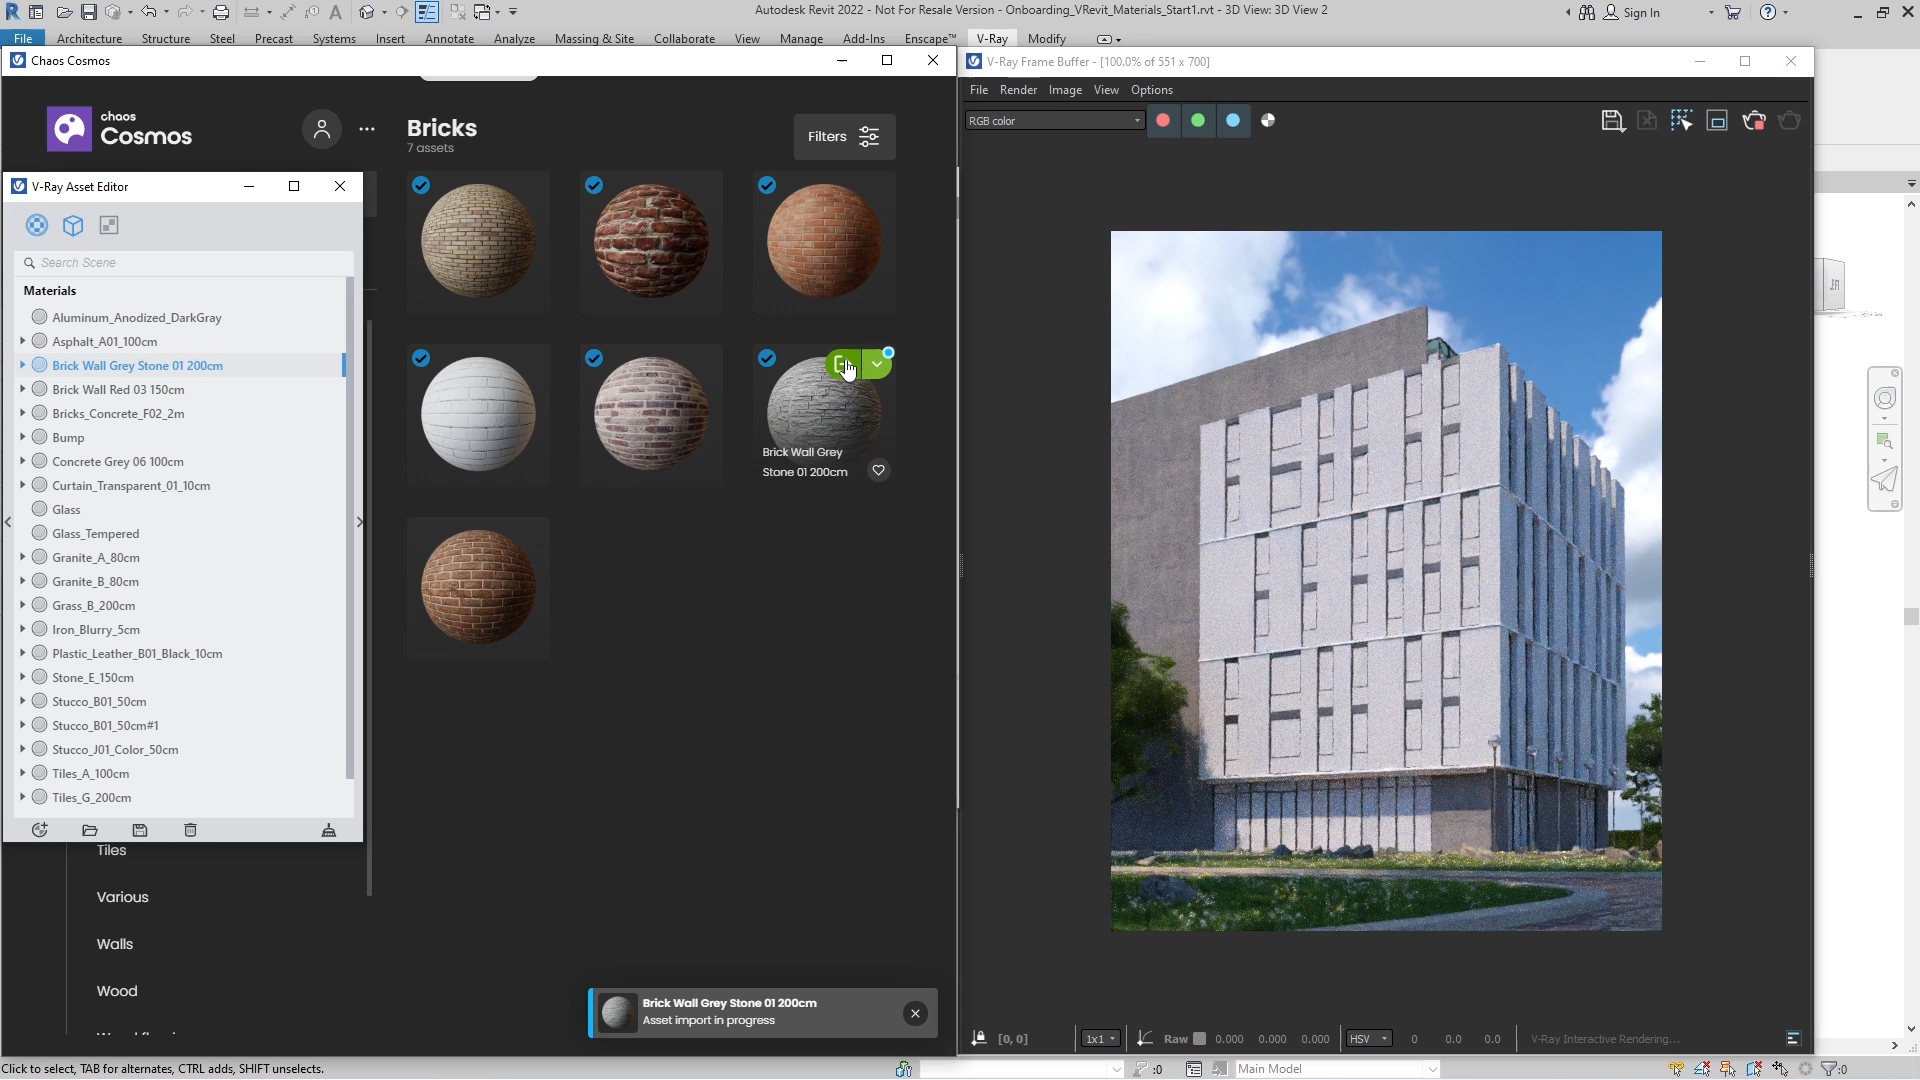 Autodesk Revit 2022 - Not For Resale Version - Onboarding_VRevit_Materials_Start1.rvt - 3D View: 3D View 2
Sign In
File Architecture Structure Steel Precast Systems Insert Annotate Analyze Massing & Site Collaborate View Manage Add-Ins Enscape™ V-Ray Modify
Chaos Cosmos
V-Ray Frame Buffer - [100.0% of 551 x 700]
File Render Image View Options
RGB color
chaos
Cosmos
Bricks
7 assets
Filters
V-Ray Asset Editor
Search Scene
Materials
Aluminum_Anodized_DarkGray
Asphalt_A01_100cm
Brick Wall Grey Stone 01 200cm
Brick Wall Red 03 150cm
Bricks_Concrete_F02_2m
Bump
Concrete Grey 06 100cm
Curtain_Transparent_01_10cm
Glass
Glass_Tempered
Granite_A_80cm
Granite_B_80cm
Grass_B_200cm
Iron_Blurry_5cm
Plastic_Leather_B01_Black_10cm
Stone_E_150cm
Stucco_B01_50cm
Stucco_B01_50cm#1
Stucco_J01_Color_50cm
Tiles_A_100cm
Tiles_G_200cm
Brick Wall Grey
Stone 01 200cm
Tiles
Various
Walls
Wood
Brick Wall Grey Stone 01 200cm
Asset import in progress
[0, 0]
1x1
Raw
0.000 0.000 0.000
HSV
0 0.0 0.0
V-Ray Interactive Rendering...
Click to select, TAB for alternates, CTRL adds, SHIFT unselects.
:0
Main Model
:0